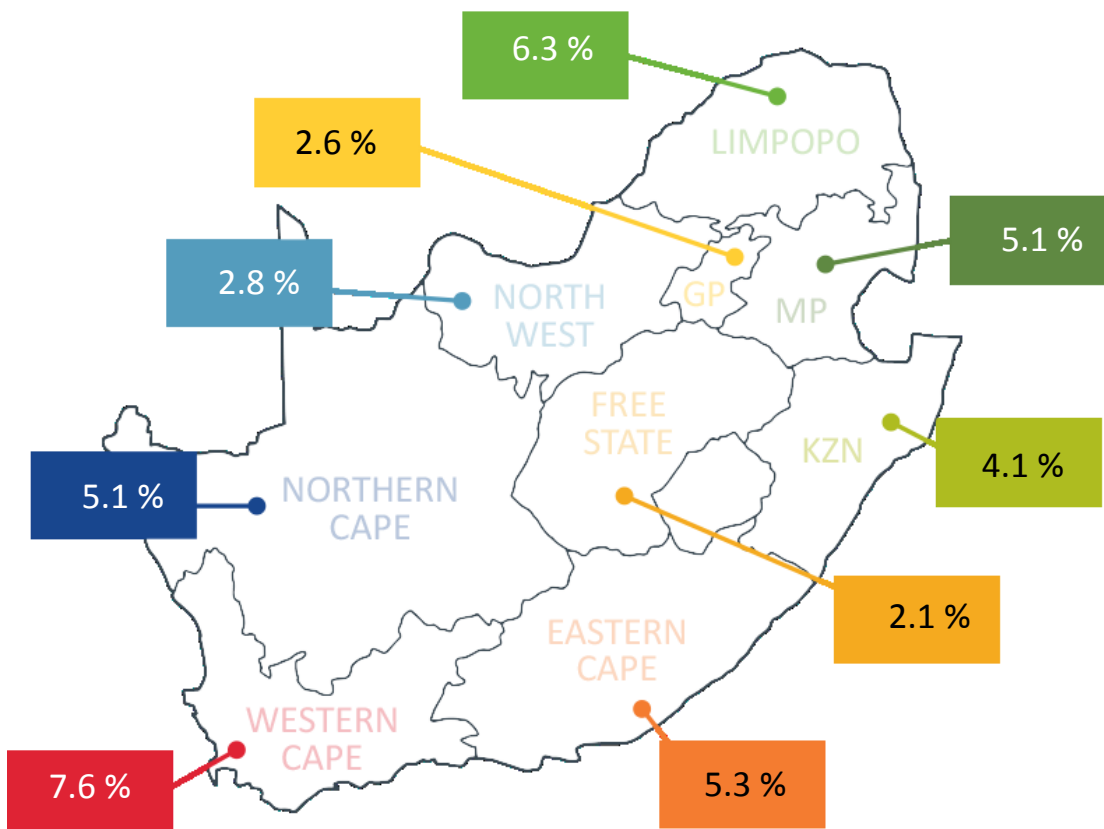 6.3 %
LIMPOPO
2.6 %
5.1 %
2.8 %
NORTH
WEST
GP
MP
FREE
STATE
KZN
4.1 %
5.1 %
NORTHERN
CAPE
2.1 %
EASTERN
CAPE
WESTERN
CAPE
7.6 %
5.3 %